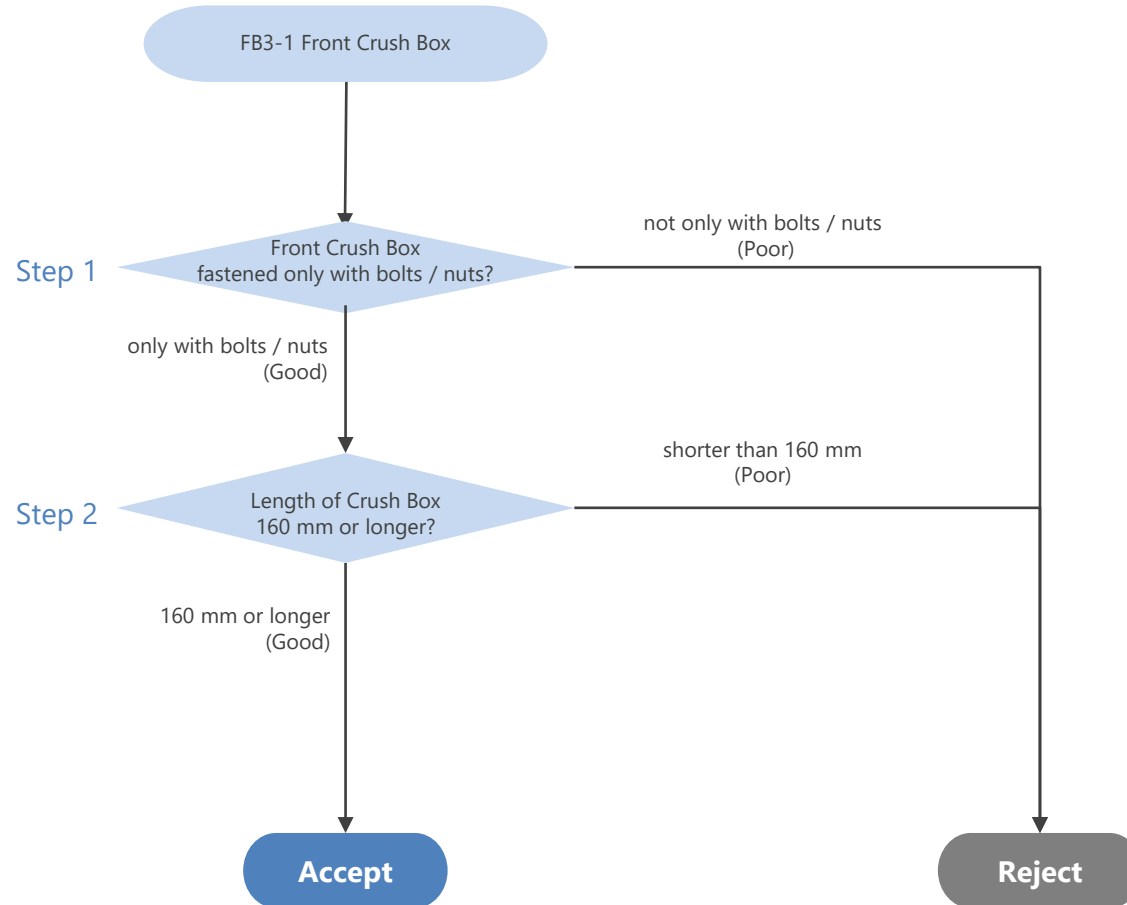 FB3-1 Front Crush Box
not only with bolts / nuts
(Poor)
Step 1
Front Crush Box
fastened only with bolts / nuts?
only with bolts / nuts
(Good)
shorter than 160 mm
(Poor)
Step 2
Length of Crush Box
160 mm or longer?
160 mm or longer
(Good)
Accept
Reject